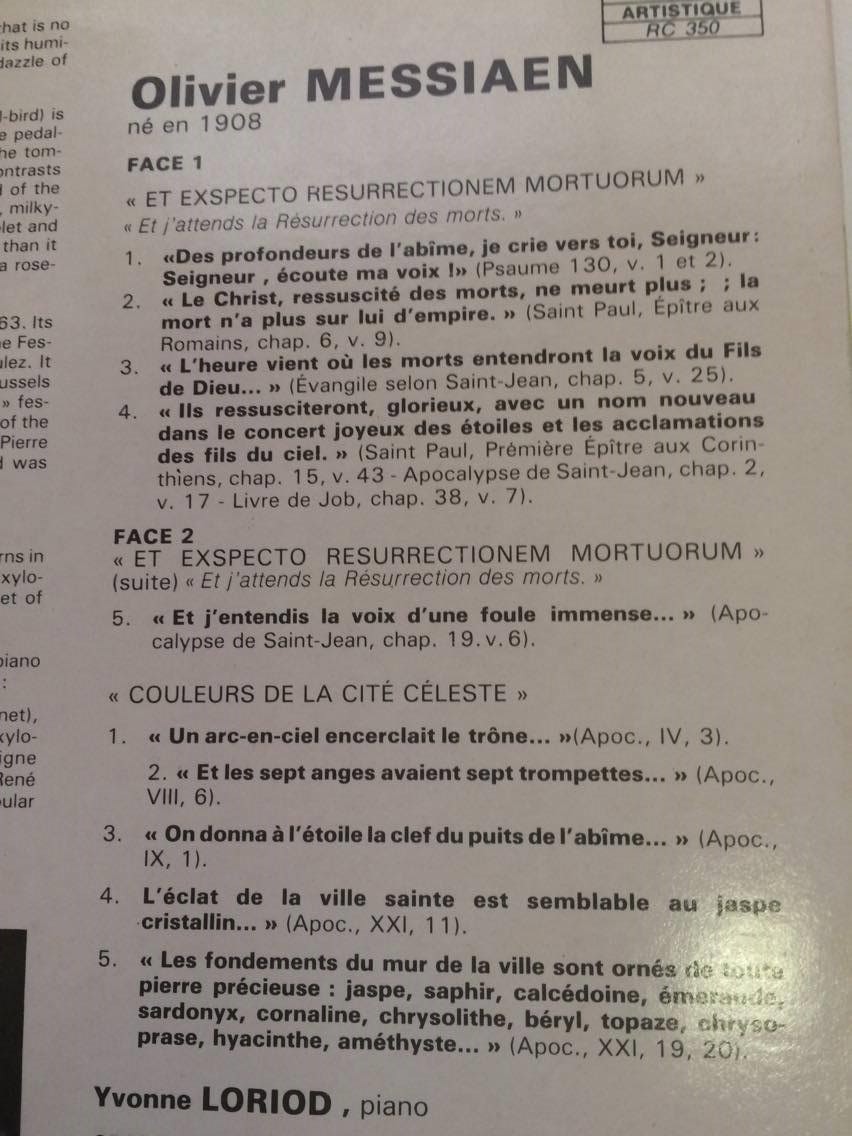 hat is no
its humi-
dazzle of
l-bird) is
e pedal-
he tom-
ontrasts
l of the
, milky-
let and
than it
a rose-
63. Its
e Fes-
lez. It
ussels
» fes-
of the
Pierre
d was
rns in
xylo-
et of
piano
:
net),
xylo-
igne
René
pular
ARTISTIQUE
RC 350
Olivier MESSIAEN
né en 1908
FACE 1
« ET EXSPECTO RESURRECTIONEM MORTUORUM »
« Et j'attends la Résurrection des morts. »
1. «Des profondeurs de l'abîme, je crie vers toi, Seigneur:
Seigneur , écoute ma voix !» (Psaume 130, v. 1 et 2).
2. « Le Christ, ressuscité des morts, ne meurt plus ; ; la
mort n'a plus sur lui d'empire. » (Saint Paul, Épître aux
Romains, chap. 6, v. 9).
3. « L'heure vient où les morts entendront la voix du Fils
de Dieu... » (Évangile selon Saint-Jean, chap. 5, v. 25).
4. « Ils ressusciteront, glorieux, avec un nom nouveau
dans le concert joyeux des étoiles et les acclamations
des fils du ciel. » (Saint Paul, Prémière Épître aux Corin-
thiens, chap. 15, v. 43 - Apocalypse de Saint-Jean, chap. 2,
v. 17 - Livre de Job, chap. 38, v. 7).
FACE 2
« ET EXSPECTO RESURRECTIONEM MORTUORUM »
(suite) « Et j'attends la Résurrection des morts. »
5. « Et j'entendis la voix d'une foule immense... » (Apo-
calypse de Saint-Jean, chap. 19.v.6).
« COULEURS DE LA CITÉ CÉLESTE »
1. « Un arc-en-ciel encerclait le trône... »(Apoc., IV, 3).
2. « Et les sept anges avaient sept trompettes... » (Apoc.,
VIII, 6).
3. « On donna à l'étoile la clef du puits de l'abîme... » (Apoc.,
IX, 1).
4. L'éclat de la ville sainte est semblable au jaspe
cristallin... » (Apoc., XXI, 11).
5. « Les fondements du mur de la ville sont ornés de toute
pierre précieuse : jaspe, saphir, calcédoine, émeraude,
sardonyx, cornaline, chrysolithe, béryl, topaze, chryso-
prase, hyacinthe, améthyste... » (Apoc., XXI, 19, 20).
Yvonne LORIOD , piano